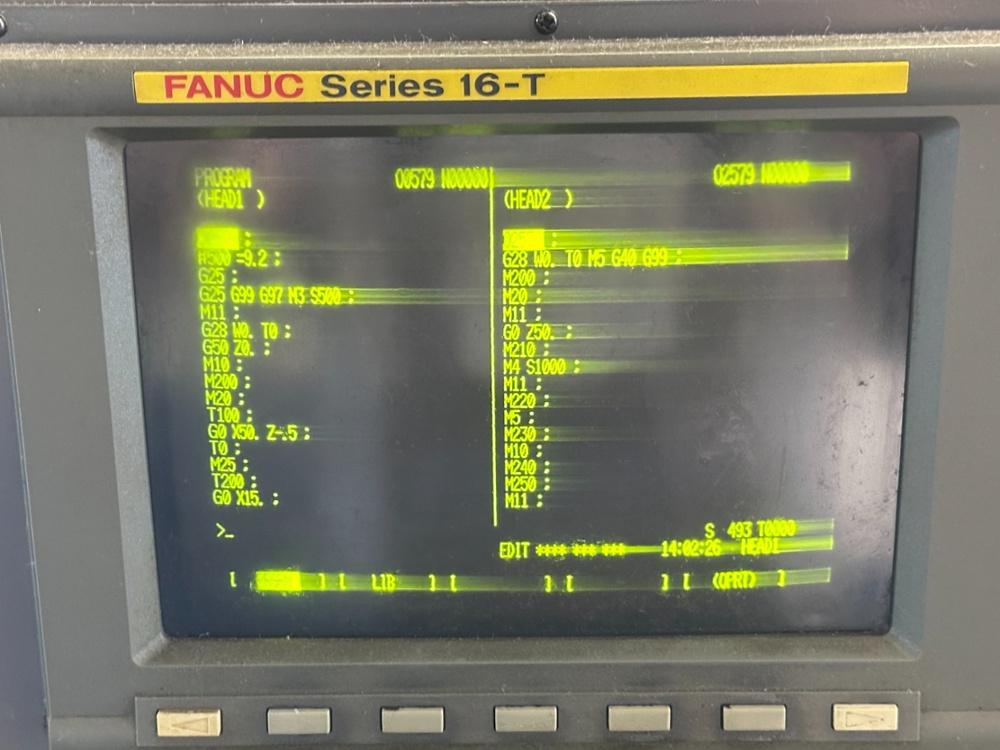 FANUC Series 16-T
PROGRAM O0579 N00000
(HEAD1 )
;
=9.2 ;
G25 ;
G25 G99 G97 M3 S500 ;
M11 ;
G28 W0. T0 ;
G50 Z0. ;
M10 ;
M200 ;
M20 ;
T100 ;
G0 X50. Z-.5 ;
T0 ;
M25 ;
T200 ;
G0 X15. ;
>_
O2579 N00000
(HEAD2 )
;
G28 W0. T0 M5 G40 G99 ;
M200 ;
M20 ;
M11 ;
G0 Z50. ;
M210 ;
M4 S1000 ;
M11 ;
M220 ;
M5 ;
M230 ;
M10 ;
M240 ;
M250 ;
M11 ;
S 493 T0000
EDIT **** *** *** 14:02:26 HEAD1
[ ] [ LIB ] [ ] [ ] [ (OPRT) ]